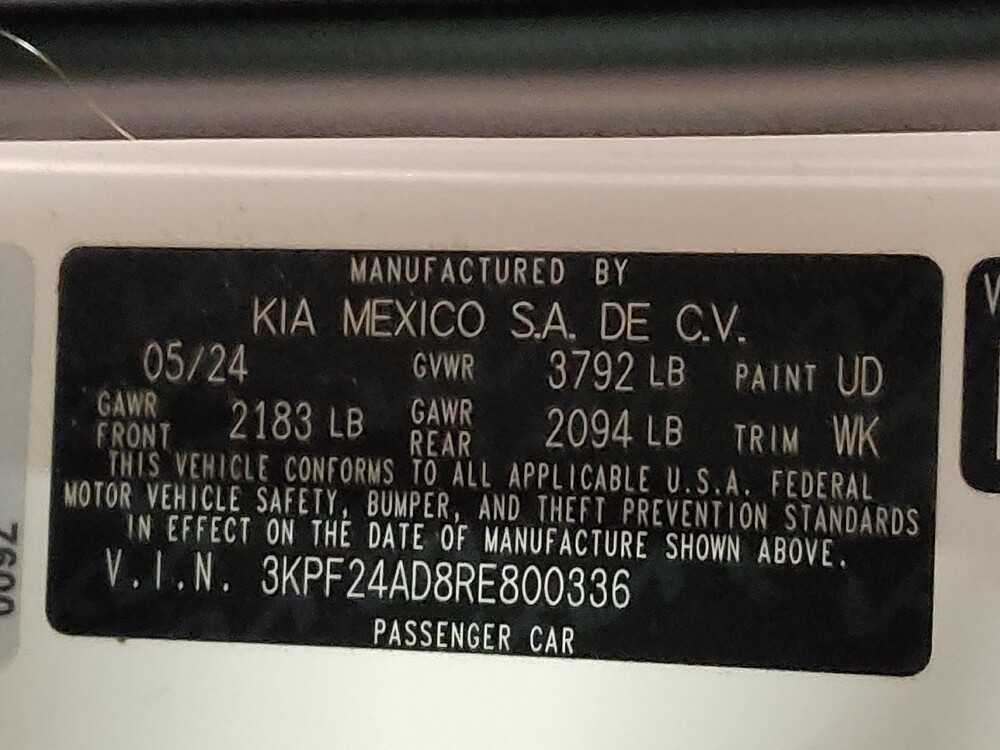 MANUFACTURED BY
KIA MEXICO S.A. DE C.V.
05/24 GVWR 3792 LB PAINT UD
GAWR FRONT 2183 LB GAWR REAR 2094 LB TRIM WK
THIS VEHICLE CONFORMS TO ALL APPLICABLE U.S.A. FEDERAL
MOTOR VEHICLE SAFETY, BUMPER, AND THEFT PREVENTION STANDARDS
IN EFFECT ON THE DATE OF MANUFACTURE SHOWN ABOVE.
V.I.N. 3KPF24AD8RE800336
PASSENGER CAR